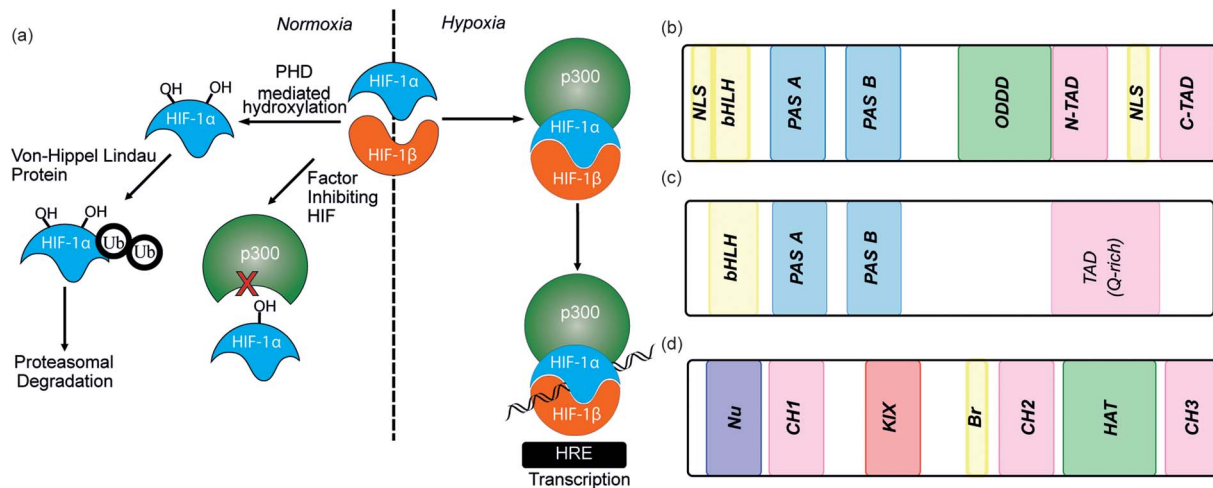 (a)
Normoxia
Hypoxia
OH
OH
HIF-1α
PHD
mediated
hydroxylation
HIF-1α
HIF-1β
p300
HIF-1α
HIF-1β
Von-Hippel Lindau
Protein
OH
OH
HIF-1α
Ub
Ub
Factor
Inhibiting
HIF
p300
X
OH
HIF-1α
Proteasomal
Degradation
p300
HIF-1α
HIF-1β
HRE
Transcription
(b)
NLS
bHLH
PAS A
PAS B
ODDD
N-TAD
NLS
C-TAD
(c)
bHLH
PAS A
PAS B
TAD
(Q-rich)
(d)
Nu
CH1
KIX
Br
CH2
HAT
CH3